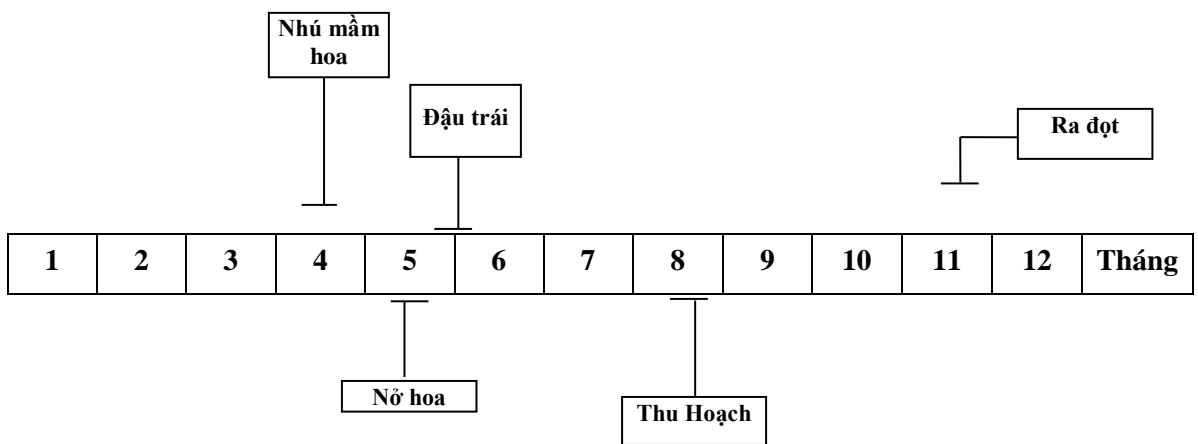 Nhú mầm
hoa
Đậu trái
Ra đọt
1 2 3 4 5 6 7 8 9 10 11 12 Tháng
Nở hoa
Thu Hoạch